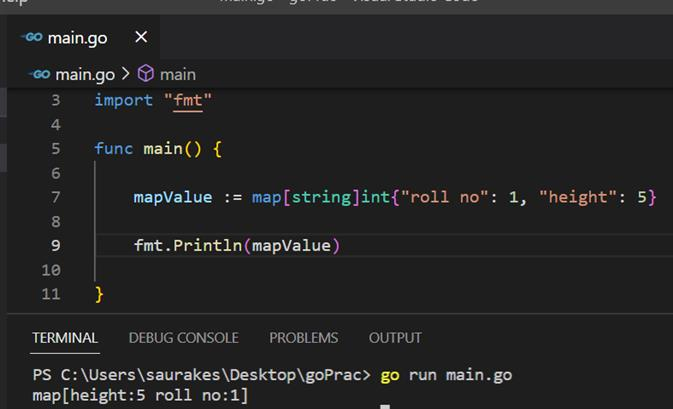 main.go
main.go > main
3 import "fmt"
4
5 func main() {
6
7 mapValue := map[string]int{"roll no": 1, "height": 5}
8
9 fmt.Println(mapValue)
10
11 }
TERMINAL DEBUG CONSOLE PROBLEMS OUTPUT
PS C:\Users\saurakes\Desktop\goPrac> go run main.go
map[height:5 roll no:1]